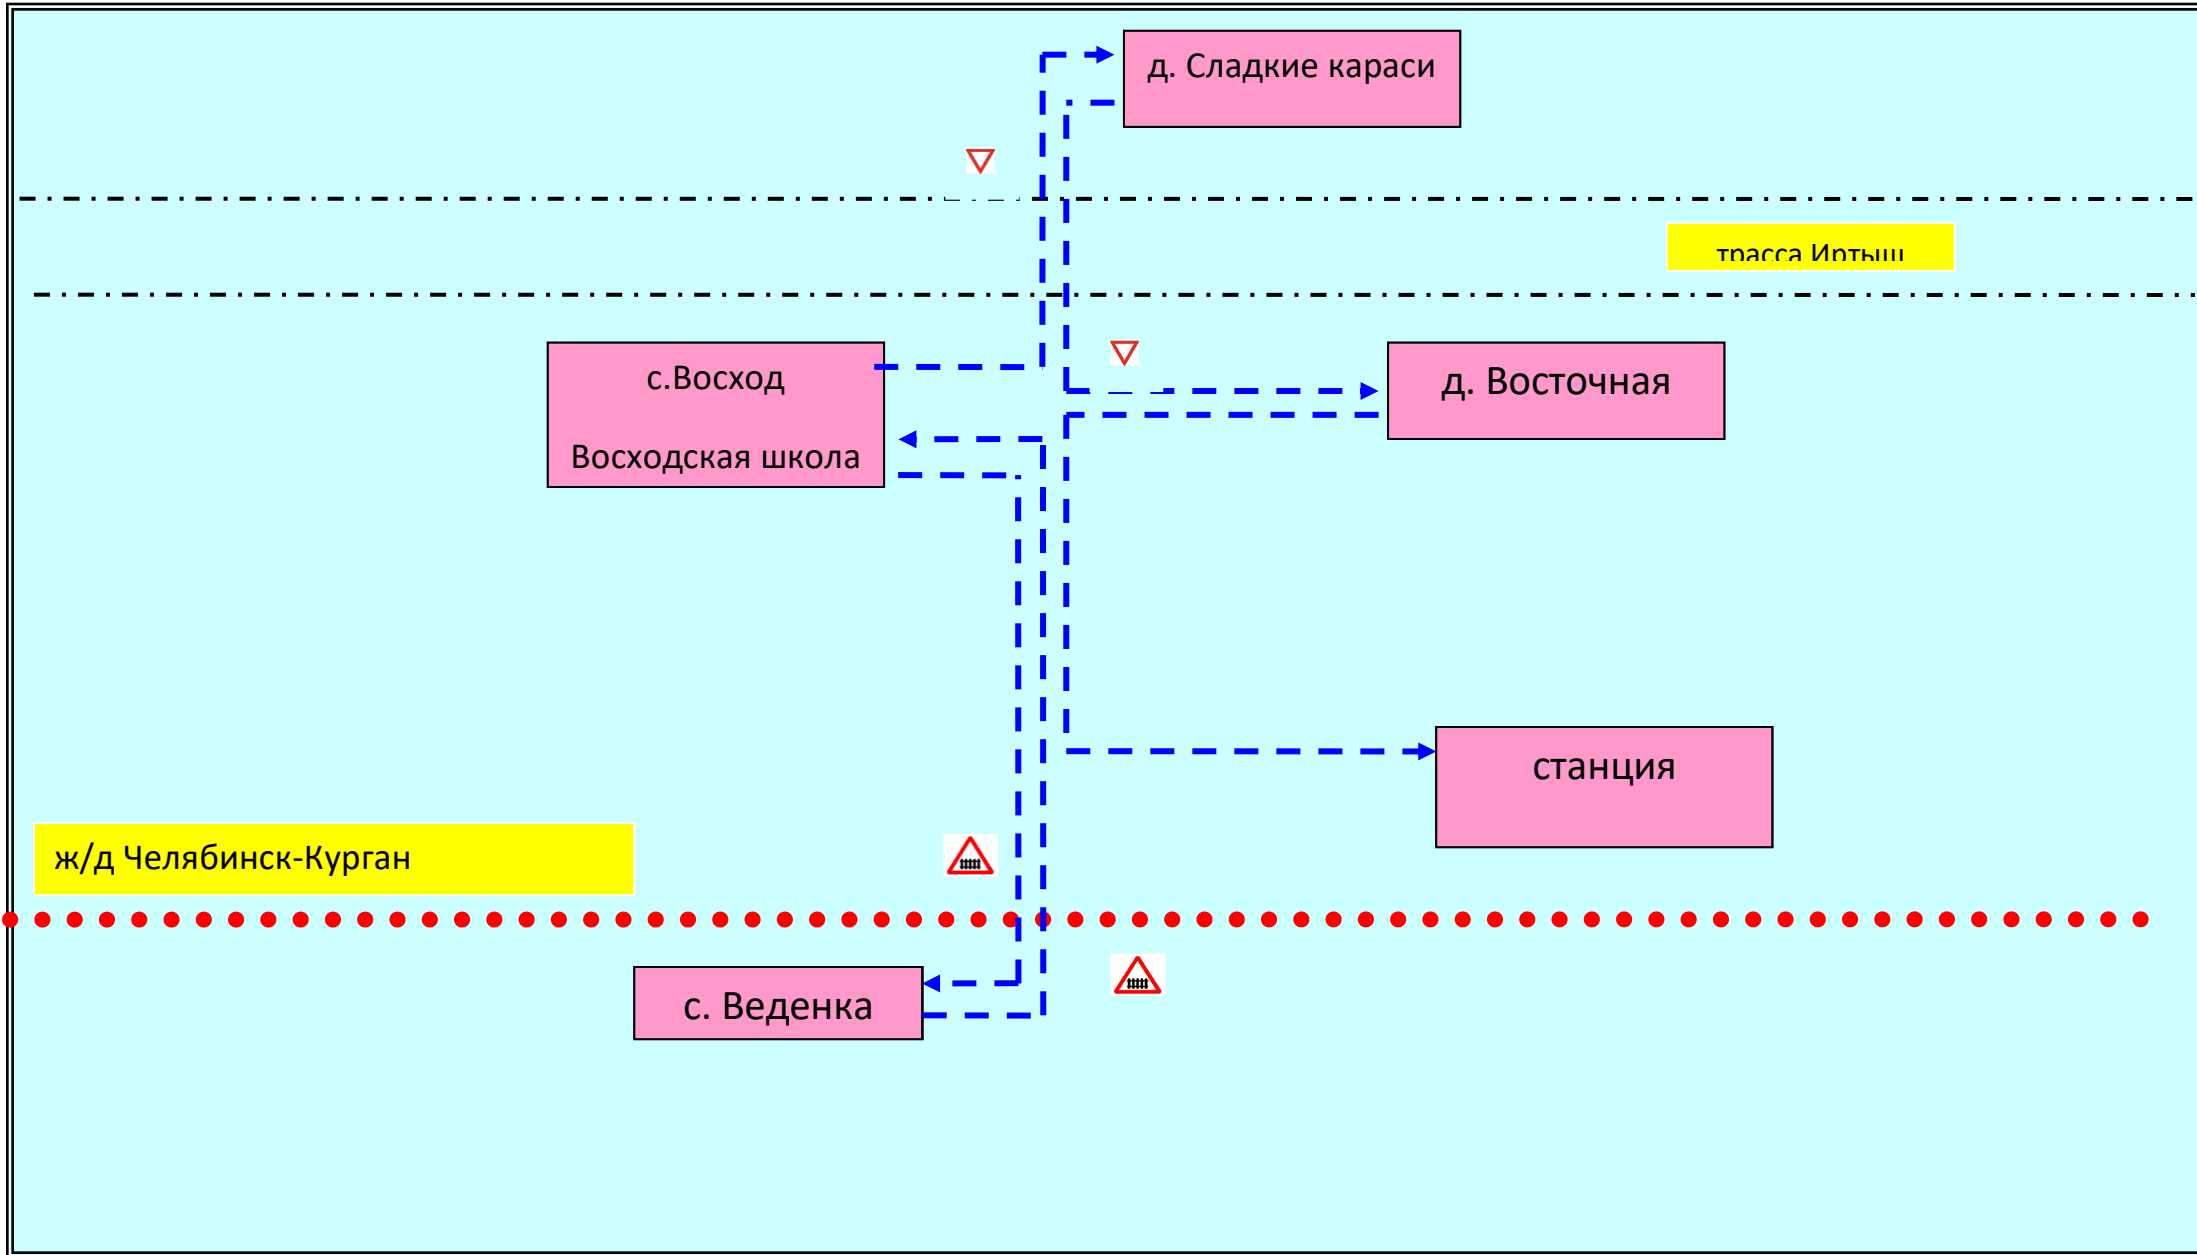 д. Сладкие караси
трасса Иртыш
с.Восход
Восходская школа
д. Восточная
станция
ж/д Челябинск-Курган
с. Веденка